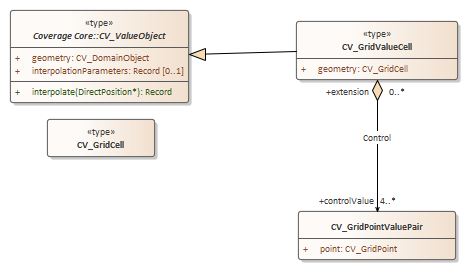 «type»
Coverage Core::CV_ValueObject
+ geometry: CV_DomainObject
+ interpolationParameters: Record [0..1]
+ interpolate(DirectPosition*): Record
«type»
CV_GridValueCell
+ geometry: CV_GridCell
«type»
CV_GridCell
+extension 0..*
Control
+controlValue 4..*
CV_GridPointValuePair
+ point: CV_GridPoint